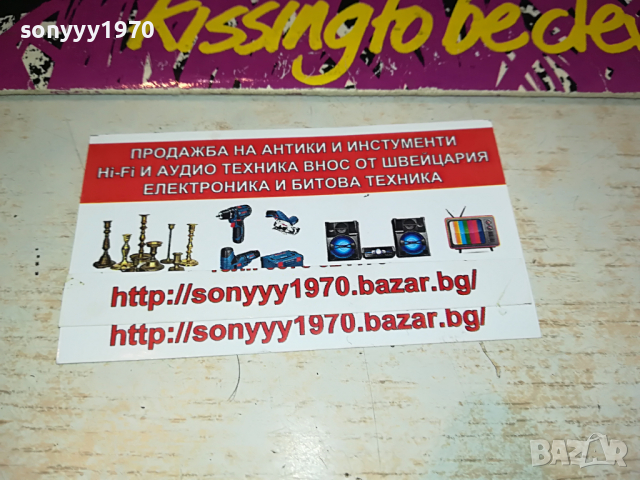 sonyyy1970
Kissing to be cle
sonyyy1970
ПРОДАЖБА НА АНТИКИ И ИНСТУМЕНТИ
Hi-Fi И АУДИО ТЕХНИКА ВНОС ОТ ШВЕЙЦАРИЯ
ЕЛЕКТРОНИКА И БИТОВА ТЕХНИКА
http://sonyyy1970.bazar.bg/
http://sonyyy1970.bazar.bg/
BAZAR